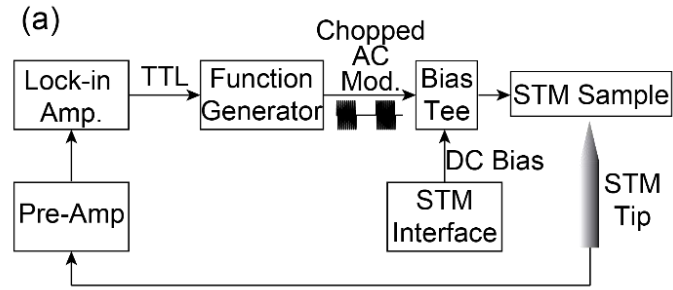 (a)
Chopped
AC
Mod.
Lock-in
Amp.
TTL
Function
Generator
Bias
Tee
STM Sample
DC Bias
Pre-Amp
STM
Interface
STM
Tip